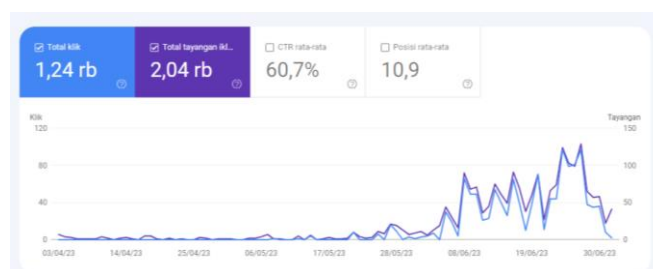 Total klik
1,24 rb
Total tayangan ikl...
2,04 rb
CTR rata-rata
60,7%
Posisi rata-rata
10,9
Klik
Tayangan
120
150
80
100
40
50
0
0
03/04/23 14/04/23 25/04/23 06/05/23 17/05/23 28/05/23 08/06/23 19/06/23 30/06/23